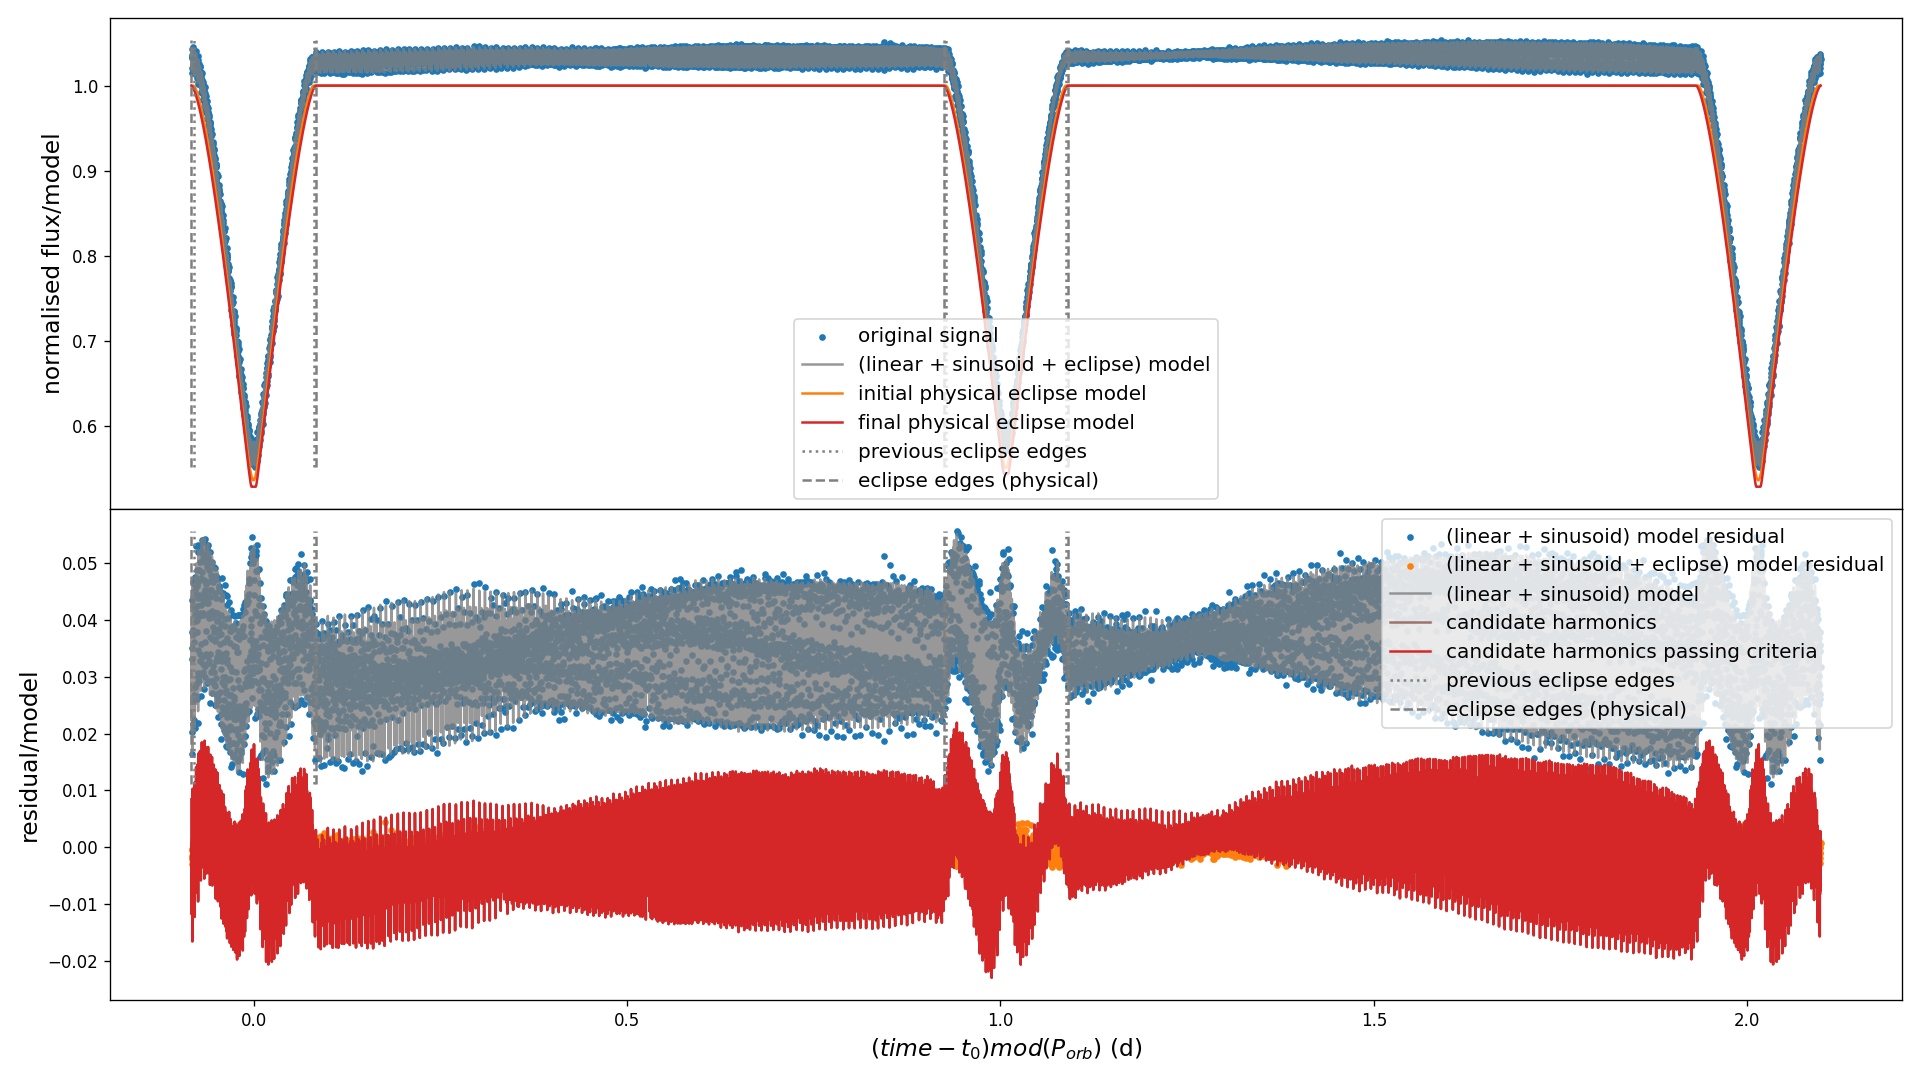 normalised flux/model
1.0
0.9
0.8
0.7
0.6
original signal
(linear + sinusoid + eclipse) model
initial physical eclipse model
final physical eclipse model
previous eclipse edges
eclipse edges (physical)
residual/model
0.05
0.04
0.03
0.02
0.01
0.00
−0.01
−0.02
(linear + sinusoid) model residual
(linear + sinusoid + eclipse) model residual
(linear + sinusoid) model
candidate harmonics
candidate harmonics passing criteria
previous eclipse edges
eclipse edges (physical)
0.0 0.5 1.0 1.5 2.0
(time − t₀)mod(Pₒᵣb) (d)